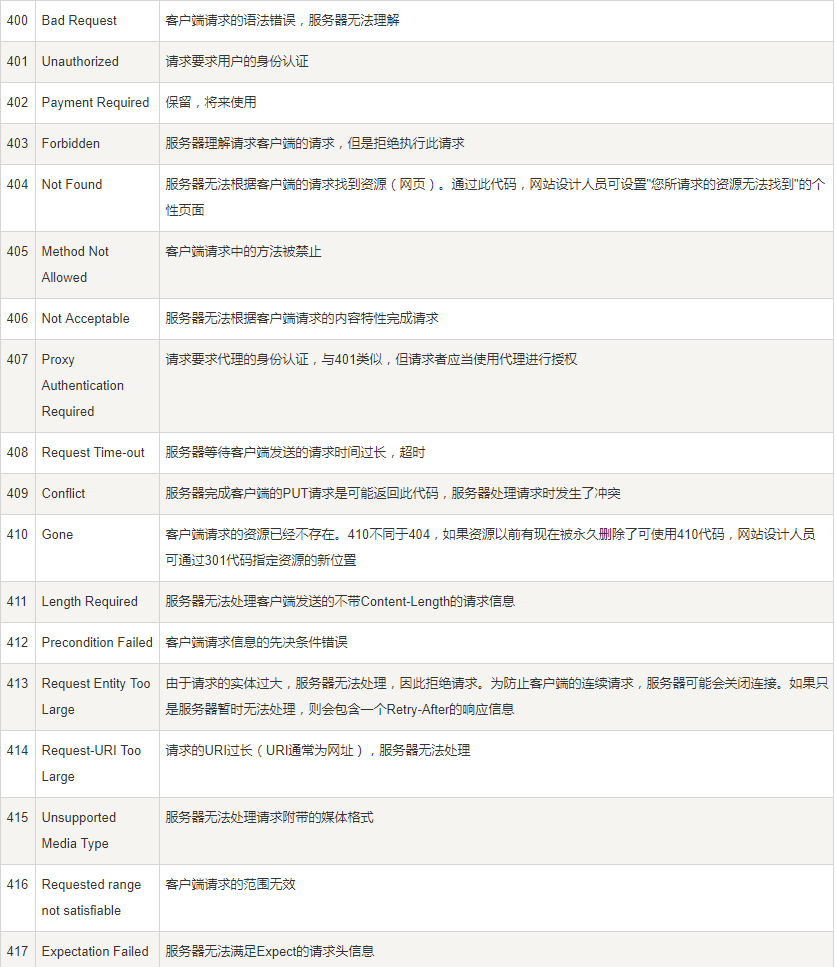 400 Bad Request 客户端请求的语法错误，服务器无法理解
401 Unauthorized 请求要求用户的身份认证
402 Payment Required 保留，将来使用
403 Forbidden 服务器理解请求客户端的请求，但是拒绝执行此请求
404 Not Found 服务器无法根据客户端的请求找到资源（网页）。通过此代码，网站设计人员可设置"您所请求的资源无法找到"的个
性页面
405 Method Not 客户端请求中的方法被禁止
Allowed
406 Not Acceptable 服务器无法根据客户端请求的内容特性完成请求
407 Proxy 请求要求代理的身份认证，与401类似，但请求者应当使用代理进行授权
Authentication
Required
408 Request Time-out 服务器等待客户端发送的请求时间过长，超时
409 Conflict 服务器完成客户端的PUT请求是可能返回此代码，服务器处理请求时发生了冲突
410 Gone 客户端请求的资源已经不存在。410不同于404，如果资源以前有现在被永久删除了可使用410代码，网站设计人员
可通过301代码指定资源的新位置
411 Length Required 服务器无法处理客户端发送的不带Content-Length的请求信息
412 Precondition Failed 客户端请求信息的先决条件错误
413 Request Entity Too 由于请求的实体过大，服务器无法处理，因此拒绝请求。为防止客户端的连续请求，服务器可能会关闭连接。如果只
Large 是服务器暂时无法处理，则会包含一个Retry-After的响应信息
414 Request-URI Too 请求的URI过长（URI通常为网址），服务器无法处理
Large
415 Unsupported 服务器无法处理请求附带的媒体格式
Media Type
416 Requested range 客户端请求的范围无效
not satisfiable
417 Expectation Failed 服务器无法满足Expect的请求头信息